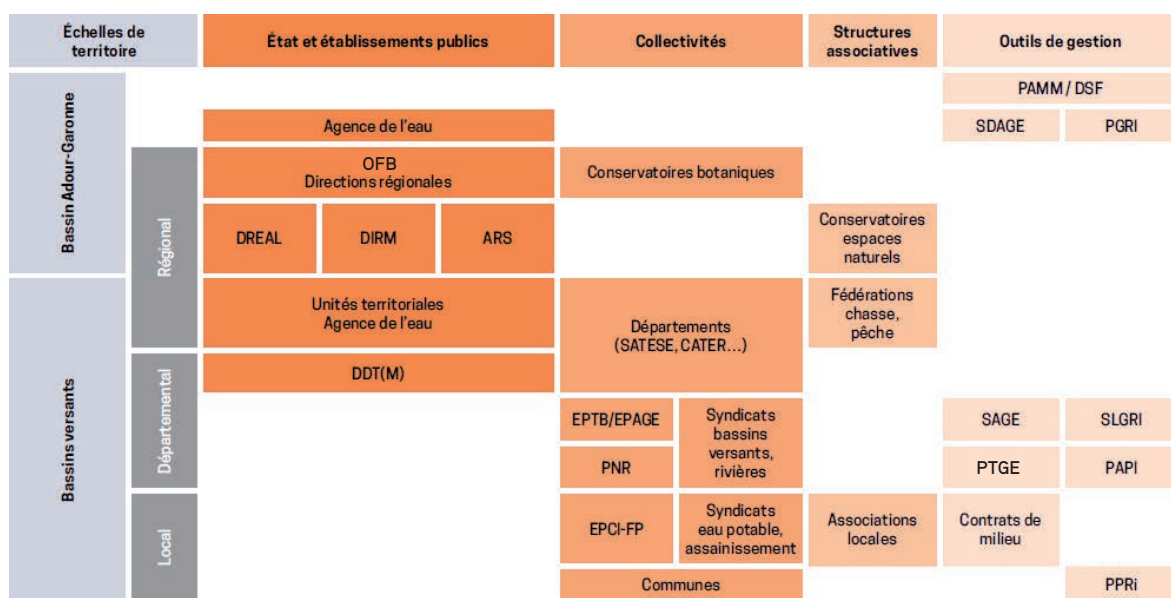 Échelles de
territoire
État et établissements publics
Collectivités
Structures
associatives
Outils de gestion
Bassin Adour-Garonne
PAMM / DSF
Agence de l'eau
SDAGE
PGRI
Régional
OFB
Directions régionales
Conservatoires botaniques
DREAL
DIRM
ARS
Conservatoires
espaces
naturels
Bassins versants
Unités territoriales
Agence de l'eau
Départements
(SATESE, CATER…)
Fédérations
chasse,
pêche
Départemental
DDT(M)
EPTB/EPAGE
Syndicats
bassins
versants,
rivières
SAGE
SLGRI
PNR
PTGE
PAPI
Local
EPCI-FP
Syndicats
eau potable,
assainissement
Associations
locales
Contrats de
milieu
Communes
PPRi